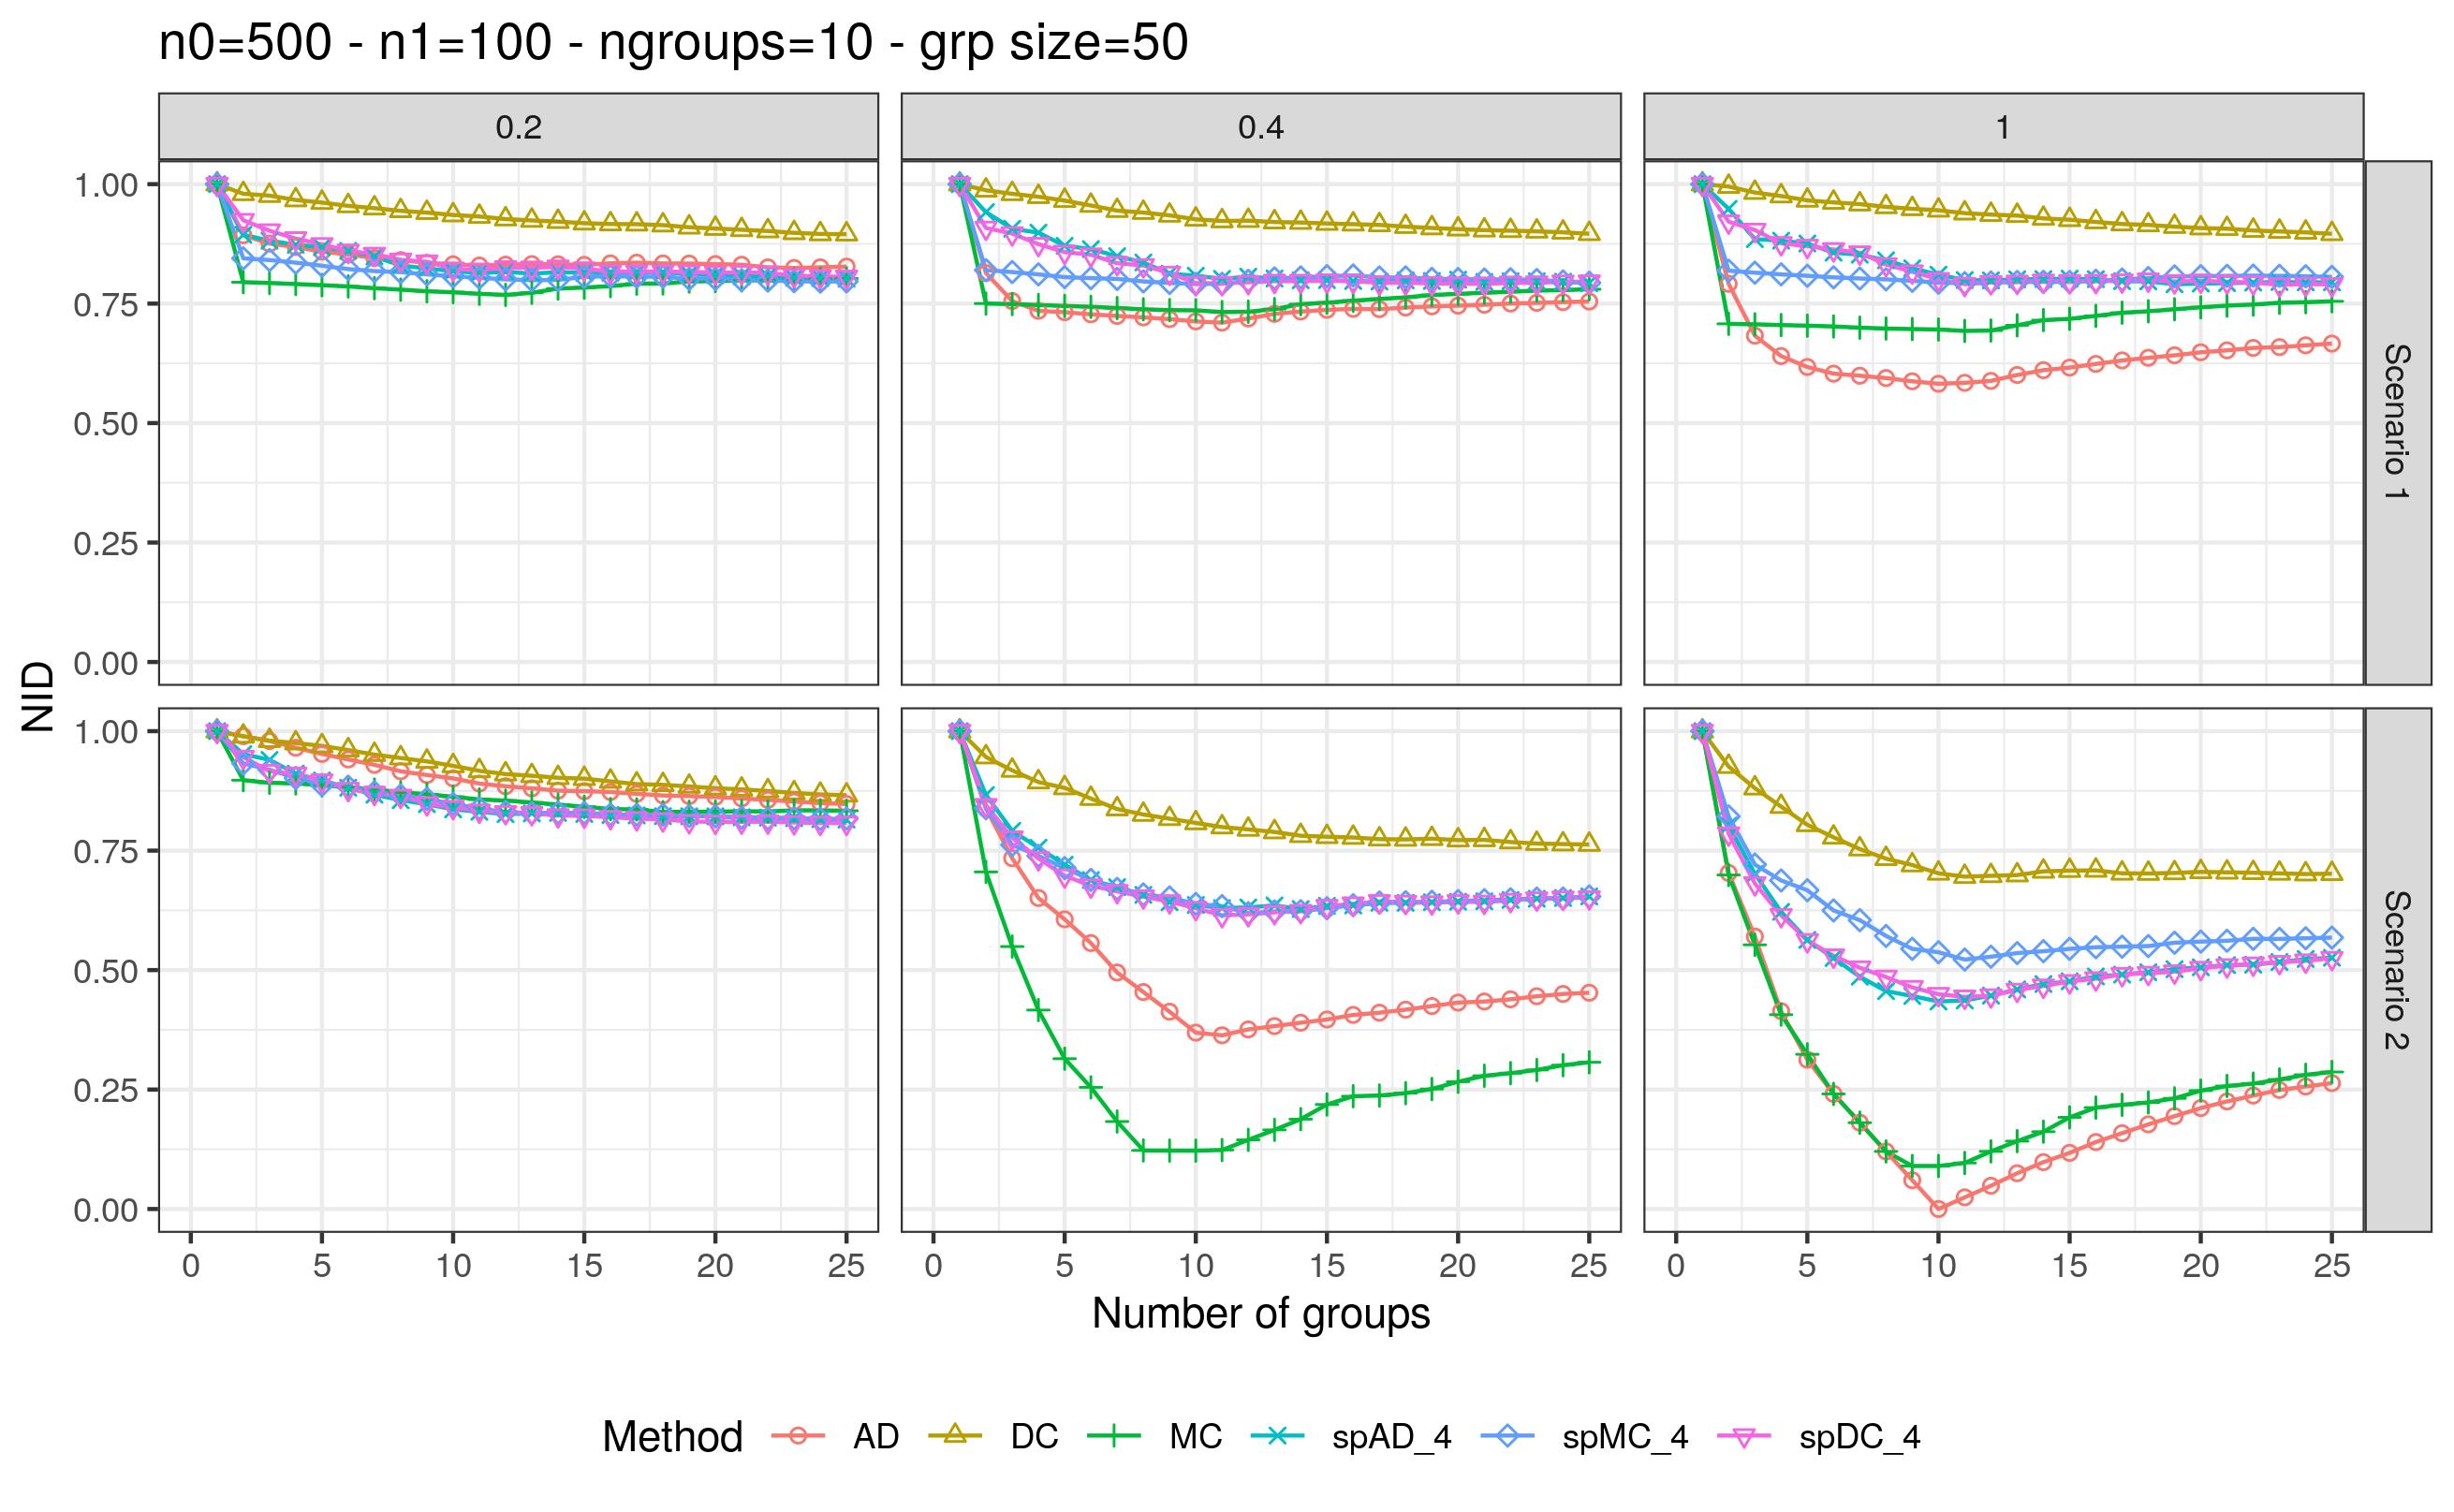 n0=500 - n1=100 - ngroups=10 - grp size=50
0.2 0.4 1
1.00
0.75
0.50
0.25
0.00
Scenario 1
NID
1.00
0.75
0.50
0.25
0.00
Scenario 2
0 5 10 15 20 25 0 5 10 15 20 25 0 5 10 15 20 25
Number of groups
Method AD DC MC spAD_4 spMC_4 spDC_4